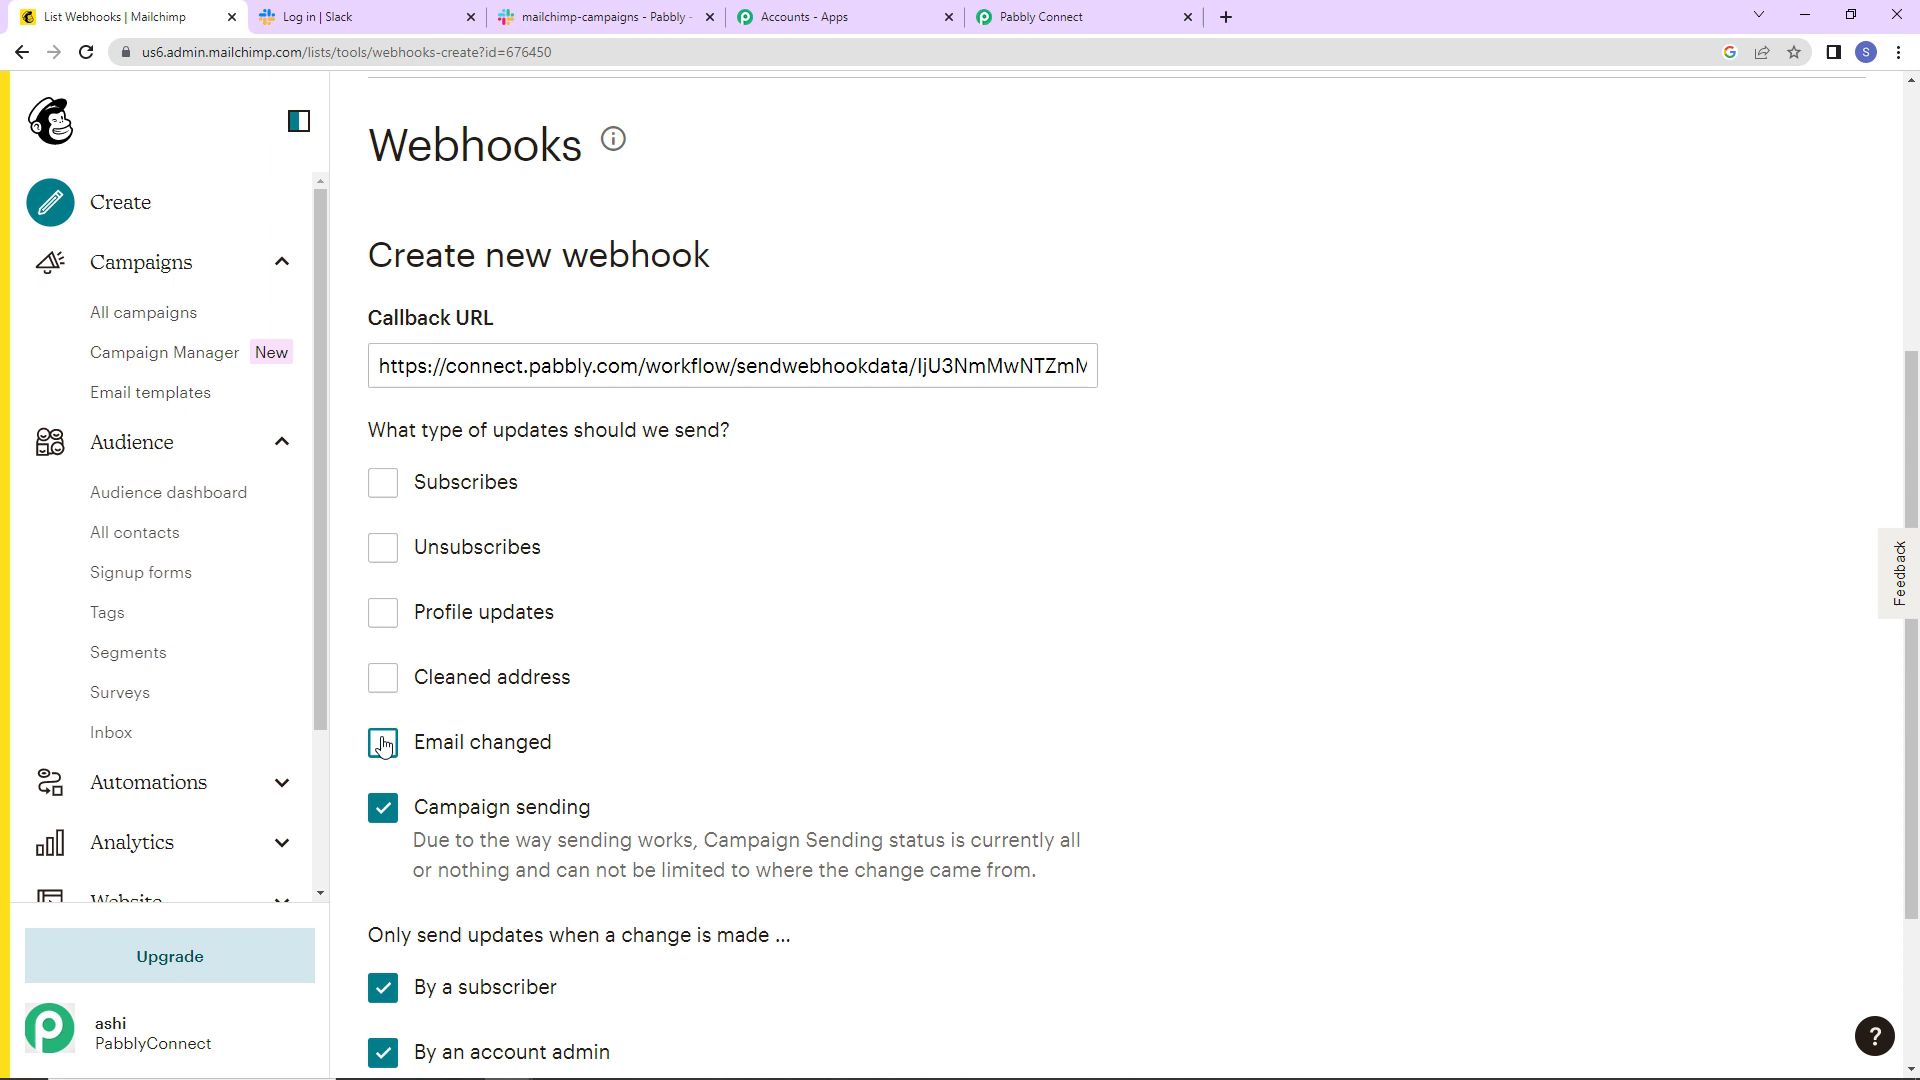 List Webhooks | Mailchimp
Log in | Slack
mailchimp-campaigns - Pabbly -
Accounts - Apps
Pabbly Connect
us6.admin.mailchimp.com/lists/tools/webhooks-create?id=676450
S
Create
Campaigns
All campaigns
Campaign Manager New
Email templates
Audience
Audience dashboard
All contacts
Signup forms
Tags
Segments
Surveys
Inbox
Automations
Analytics
Website
Upgrade
ashi
PabblyConnect
Webhooks
Create new webhook
Callback URL
https://connect.pabbly.com/workflow/sendwebhookdata/IjU3NmMwNTZmM
What type of updates should we send?
Subscribes
Unsubscribes
Profile updates
Cleaned address
Email changed
Campaign sending
Due to the way sending works, Campaign Sending status is currently all
or nothing and can not be limited to where the change came from.
Only send updates when a change is made ...
By a subscriber
By an account admin
Feedback
?